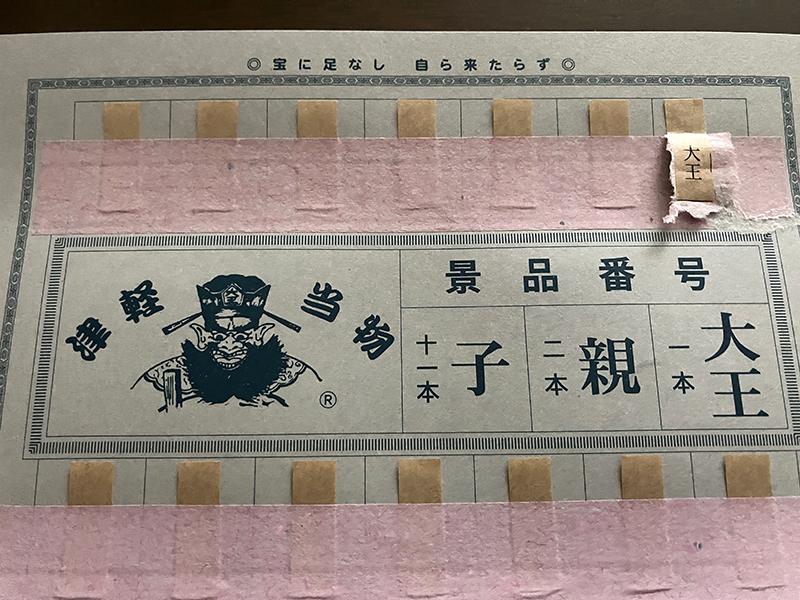 ◎宝に足なし 自ら来たらず◎
大王
津軽 当物
®
景品番号
大王 一本
親 二本
子 十一本